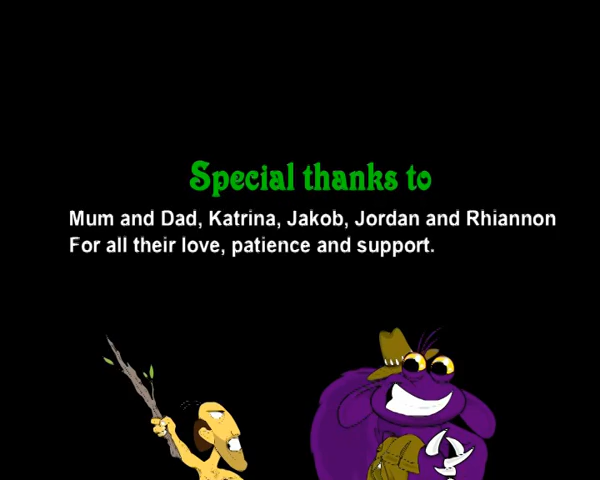 Special thanks to
Mum and Dad, Katrina, Jakob, Jordan and Rhiannon
For all their love, patience and support.